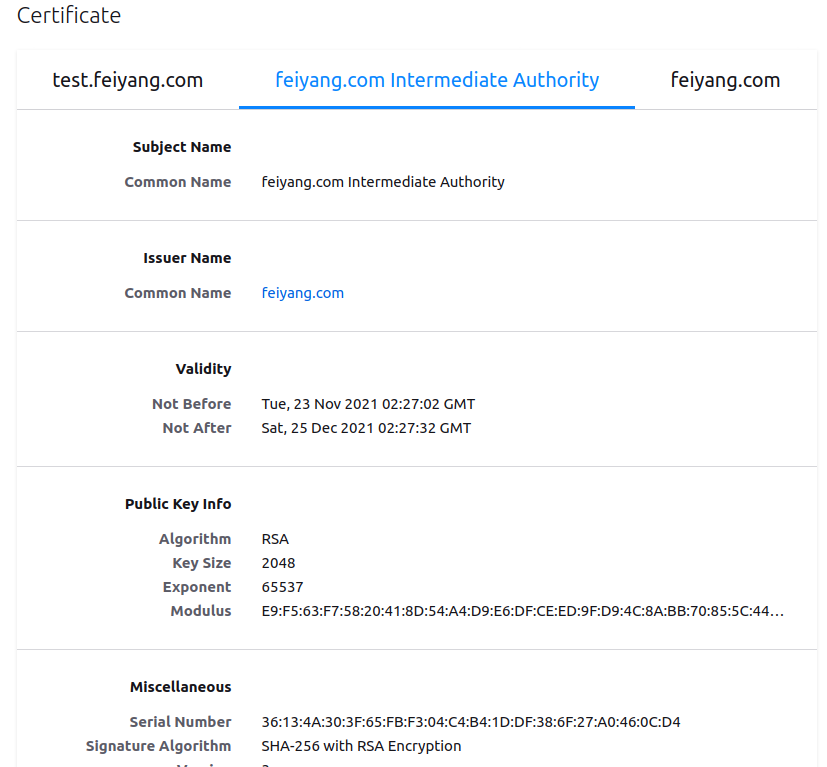 Certificate
test.feiyang.com feiyang.com Intermediate Authority feiyang.com
Subject Name
Common Name feiyang.com Intermediate Authority
Issuer Name
Common Name feiyang.com
Validity
Not Before Tue, 23 Nov 2021 02:27:02 GMT
Not After Sat, 25 Dec 2021 02:27:32 GMT
Public Key Info
Algorithm RSA
Key Size 2048
Exponent 65537
Modulus E9:F5:63:F7:58:20:41:8D:54:A4:D9:E6:DF:CE:ED:9F:D9:4C:8A:BB:70:85:5C:44...
Miscellaneous
Serial Number 36:13:4A:30:3F:65:FB:F3:04:C4:B4:1D:DF:38:6F:27:A0:46:0C:D4
Signature Algorithm SHA-256 with RSA Encryption